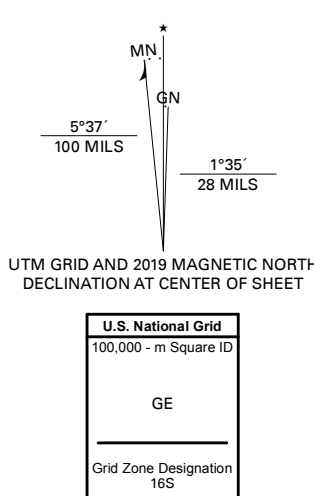 ★
MN
GN
5°37´
100 MILS
1°35´
28 MILS
UTM GRID AND 2019 MAGNETIC NORTH
DECLINATION AT CENTER OF SHEET
U.S. National Grid
100,000 - m Square ID
GE
Grid Zone Designation
16S